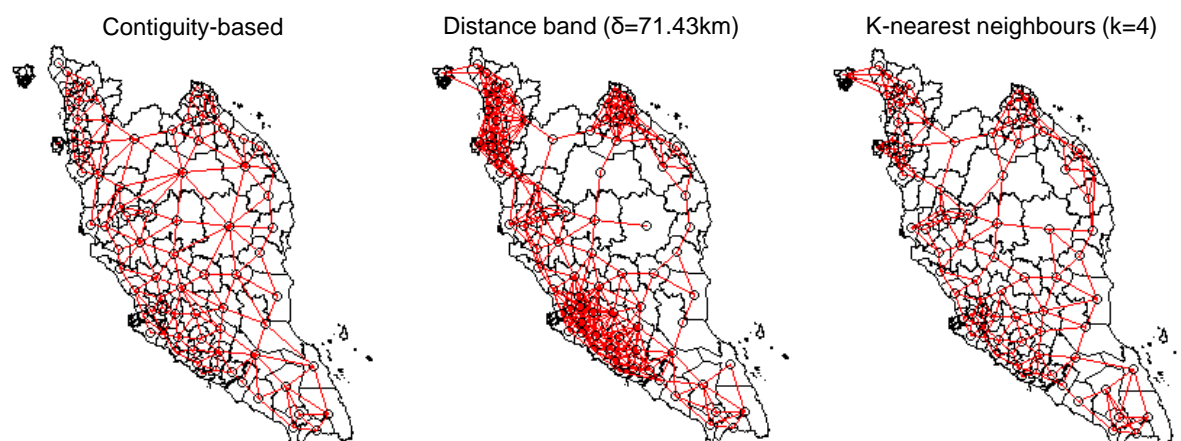 Contiguity-based
Distance band (δ=71.43km)
K-nearest neighbours (k=4)